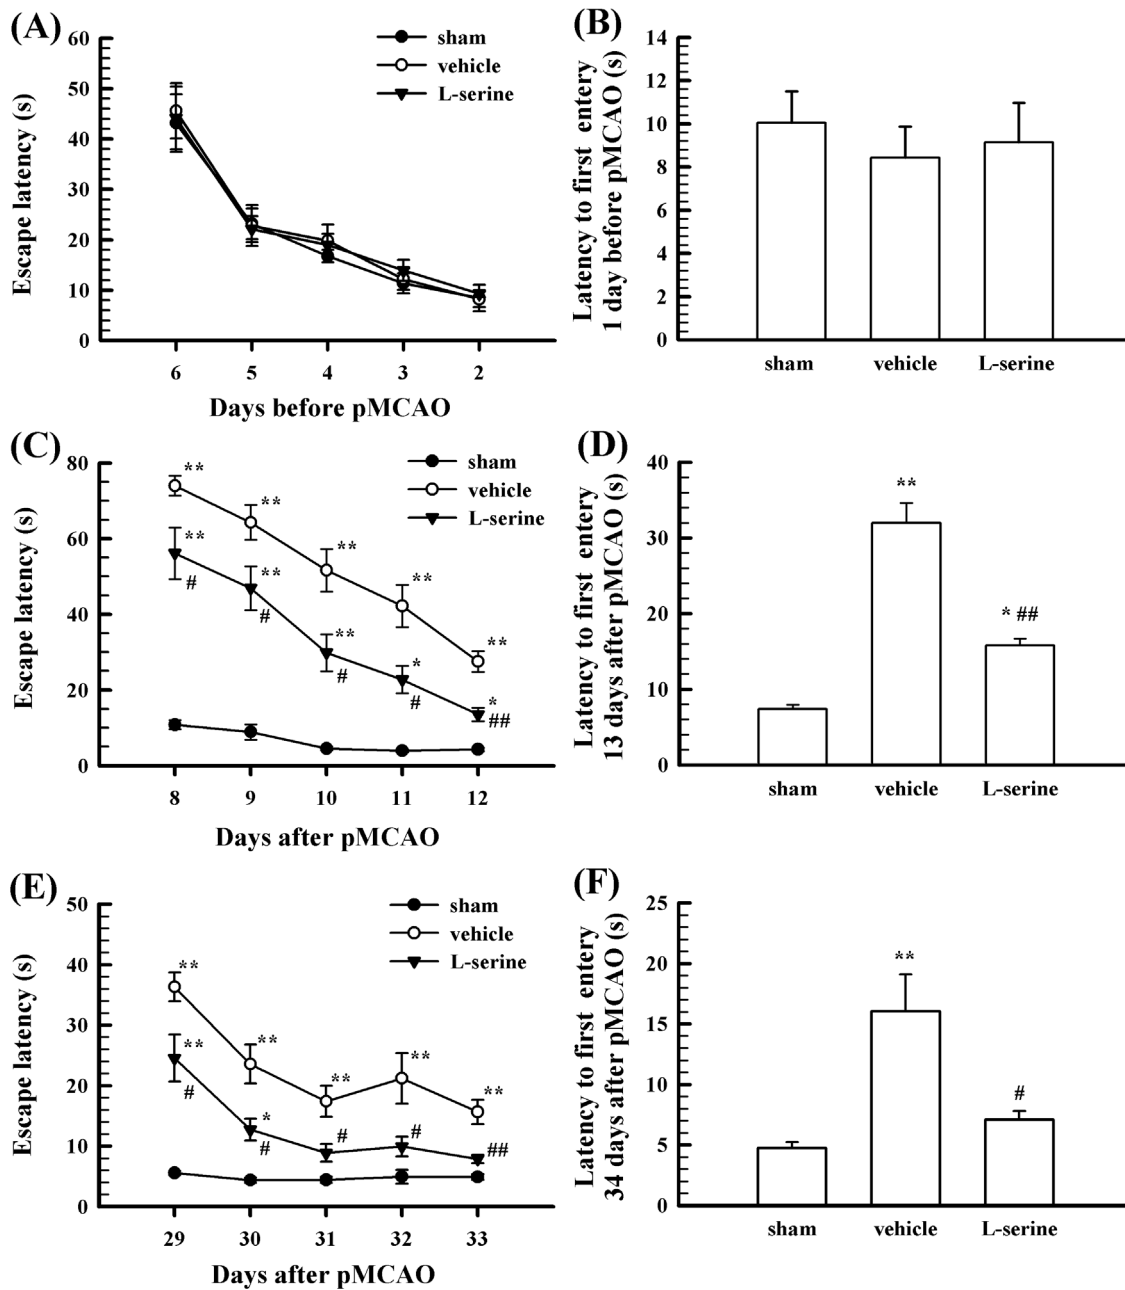 (A)
Escape latency (s)
60
50
40
30
20
10
0
sham
vehicle
L-serine
6 5 4 3 2
Days before pMCAO
(B)
Latency to first entery
1 day before pMCAO (s)
14
12
10
8
6
4
2
0
sham vehicle L-serine
(C)
Escape latency (s)
80
60
40
20
0
sham
vehicle
L-serine
**
**
**
**
**
**
#
**
#
**
#
*
#
*
##
8 9 10 11 12
Days after pMCAO
(D)
Latency to first entery
13 days after pMCAO (s)
40
30
20
10
0
**
* ##
sham vehicle L-serine
(E)
Escape latency (s)
50
40
30
20
10
0
sham
vehicle
L-serine
**
**
**
**
**
**
#
*
#
#
#
##
29 30 31 32 33
Days after pMCAO
(F)
Latency to first entery
34 days after pMCAO (s)
25
20
15
10
5
0
**
#
sham vehicle L-serine